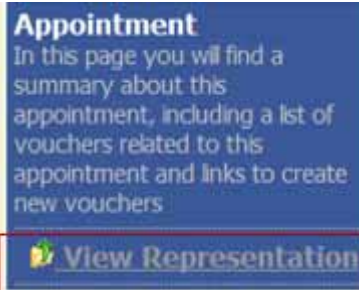 Appointment
In this page you will find a
summary about this
appointment, including a list of
vouchers related to this
appointment and links to create
new vouchers
View Representation